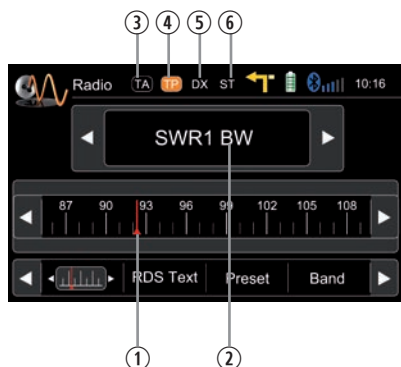 ③ ④ ⑤ ⑥
Radio TA TP DX ST 10:16
SWR1 BW
87 90 93 96 99 102 105 108
RDS Text Preset Band
① ②